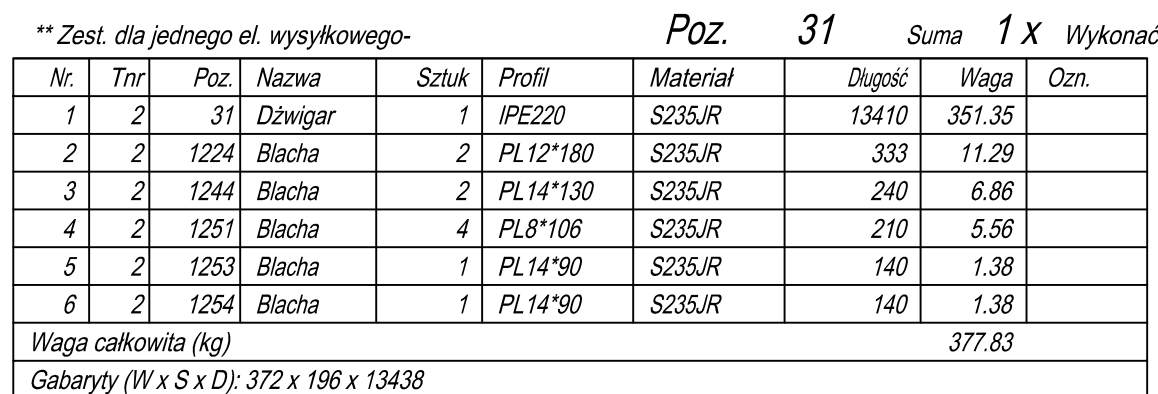 ** Zest. dla jednego el. wysyłkowego- Poz. 31 Suma 1 x Wykonać
Nr. Tnr Poz. Nazwa Sztuk Profil Materiał Długość Waga Ozn.
1 2 31 Dżwigar 1 IPE220 S235JR 13410 351.35
2 2 1224 Blacha 2 PL12*180 S235JR 333 11.29
3 2 1244 Blacha 2 PL14*130 S235JR 240 6.86
4 2 1251 Blacha 4 PL8*106 S235JR 210 5.56
5 2 1253 Blacha 1 PL14*90 S235JR 140 1.38
6 2 1254 Blacha 1 PL14*90 S235JR 140 1.38
Waga całkowita (kg) 377.83
Gabaryty (W x S x D): 372 x 196 x 13438